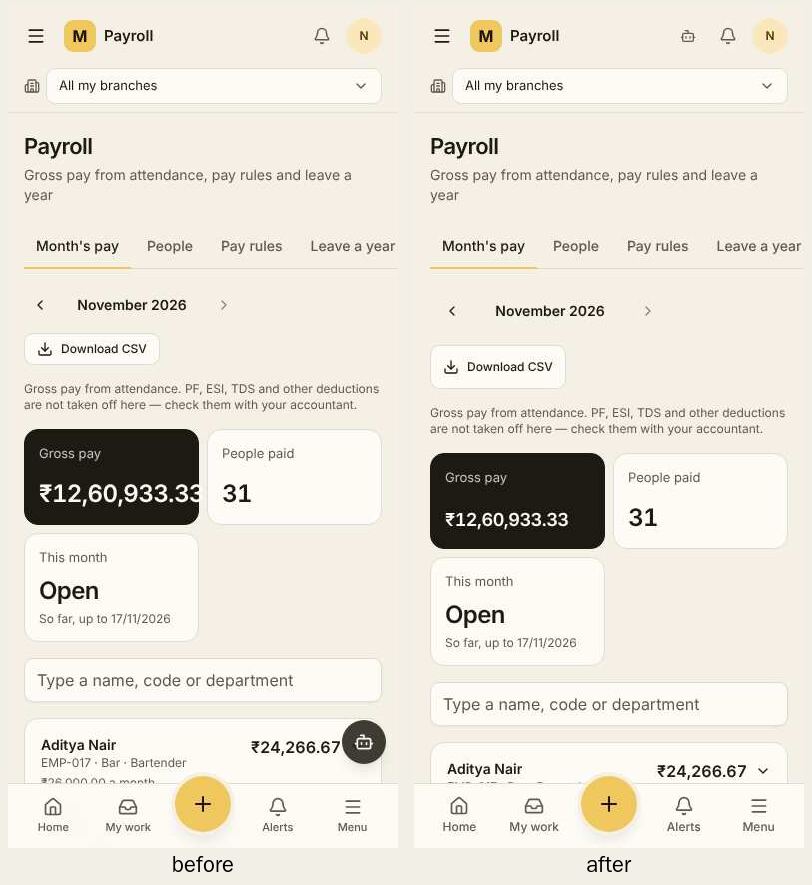 M Payroll N
All my branches
Payroll
Gross pay from attendance, pay rules and leave a
year
Month's pay People Pay rules Leave a year
November 2026
Download CSV
Gross pay from attendance. PF, ESI, TDS and other deductions
are not taken off here — check them with your accountant.
Gross pay People paid
₹12,60,933.33 31
This month
Open
So far, up to 17/11/2026
Type a name, code or department
Aditya Nair ₹24,266.67
EMP-017 · Bar · Bartender
₹26,000.00 a month
Home My work + Alerts Menu
before
M Payroll N
All my branches
Payroll
Gross pay from attendance, pay rules and leave a
year
Month's pay People Pay rules Leave a year
November 2026
Download CSV
Gross pay from attendance. PF, ESI, TDS and other deductions
are not taken off here — check them with your accountant.
Gross pay People paid
₹12,60,933.33 31
This month
Open
So far, up to 17/11/2026
Type a name, code or department
Aditya Nair ₹24,266.67
Home My work + Alerts Menu
after